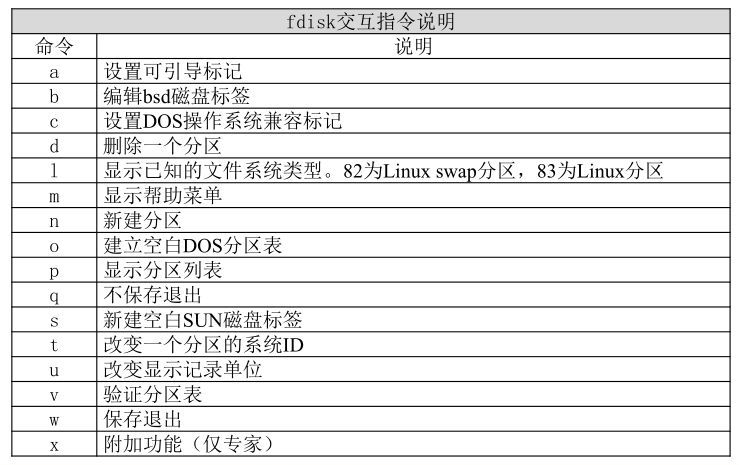 fdisk交互指令说明
命令 说明
a 设置可引导标记
b 编辑bsd磁盘标签
c 设置DOS操作系统兼容标记
d 删除一个分区
l 显示已知的文件系统类型。82为Linux swap分区，83为Linux分区
m 显示帮助菜单
n 新建分区
o 建立空白DOS分区表
p 显示分区列表
q 不保存退出
s 新建空白SUN磁盘标签
t 改变一个分区的系统ID
u 改变显示记录单位
v 验证分区表
w 保存退出
x 附加功能（仅专家）